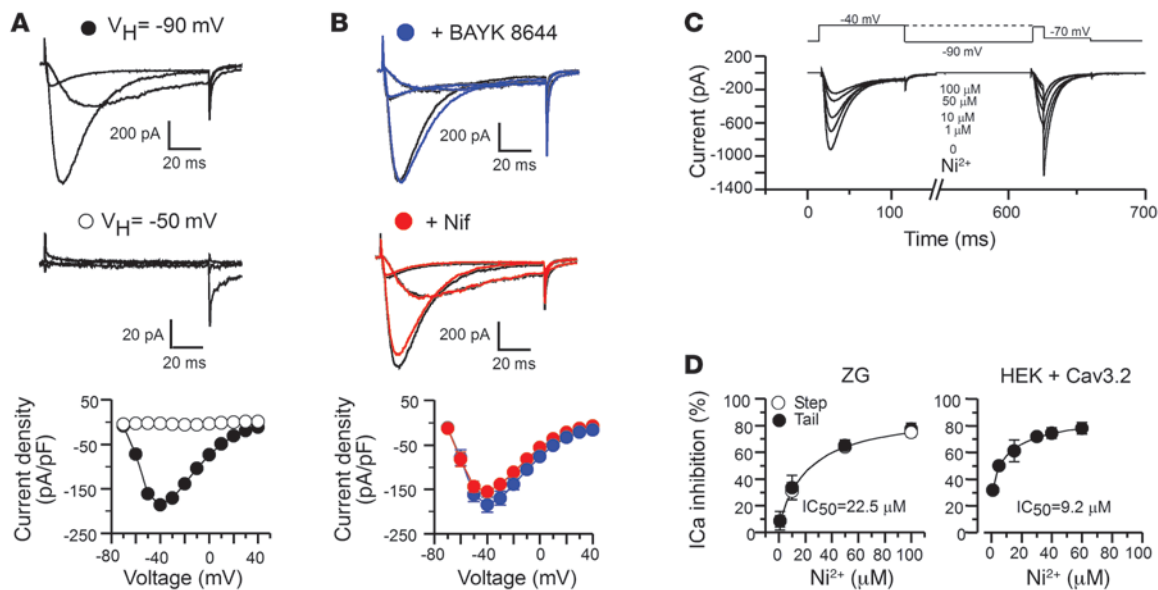 A
V_H= -90 mV
200 pA
20 ms
V_H= -50 mV
20 pA
20 ms
Current density
(pA/pF)
50
-50
-150
-250
-80
-40
0
40
Voltage (mV)
B
+ BAYK 8644
200 pA
20 ms
+ Nif
200 pA
20 ms
Current density
(pA/pF)
50
-50
-150
-250
-80
-40
0
40
Voltage (mV)
C
-40 mV
-90 mV
-70 mV
Current (pA)
200
-200
-600
-1000
-1400
100 μM
50 μM
10 μM
1 μM
0
Ni²⁺
0
100
600
700
Time (ms)
D
ZG
HEK + Cav3.2
ICa inhibition (%)
100
80
60
40
20
0
Step
Tail
IC₅₀=22.5 μM
0 20 40 60 80 100
Ni²⁺ (μM)
100
80
60
40
20
0
IC₅₀=9.2 μM
0 20 40 60 80 100
Ni²⁺ (μM)